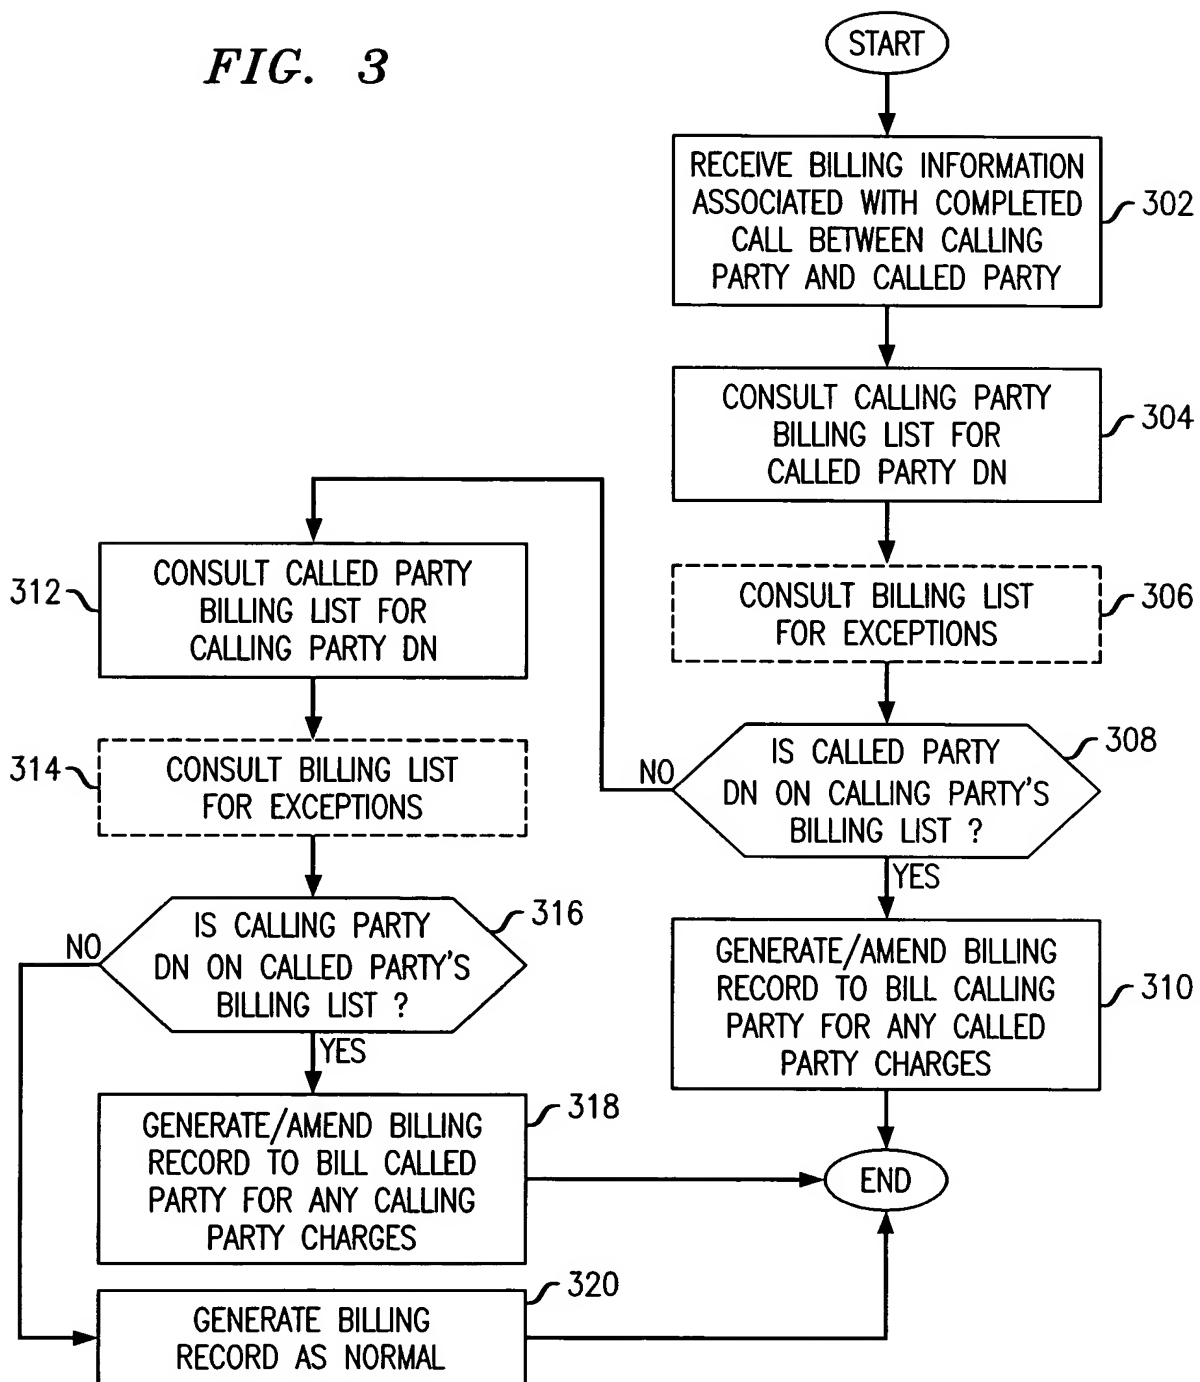 FIG. 3
START
RECEIVE BILLING INFORMATION
ASSOCIATED WITH COMPLETED
CALL BETWEEN CALLING
PARTY AND CALLED PARTY
302
CONSULT CALLING PARTY
BILLING LIST FOR
CALLED PARTY DN
304
CONSULT BILLING LIST
FOR EXCEPTIONS
306
IS CALLED PARTY
DN ON CALLING PARTY'S
BILLING LIST ?
308
NO
YES
GENERATE/AMEND BILLING
RECORD TO BILL CALLING
PARTY FOR ANY CALLED
PARTY CHARGES
310
312
CONSULT CALLED PARTY
BILLING LIST FOR
CALLING PARTY DN
314
CONSULT BILLING LIST
FOR EXCEPTIONS
IS CALLING PARTY
DN ON CALLED PARTY'S
BILLING LIST ?
316
NO
YES
GENERATE/AMEND BILLING
RECORD TO BILL CALLED
PARTY FOR ANY CALLING
PARTY CHARGES
318
GENERATE BILLING
RECORD AS NORMAL
320
END